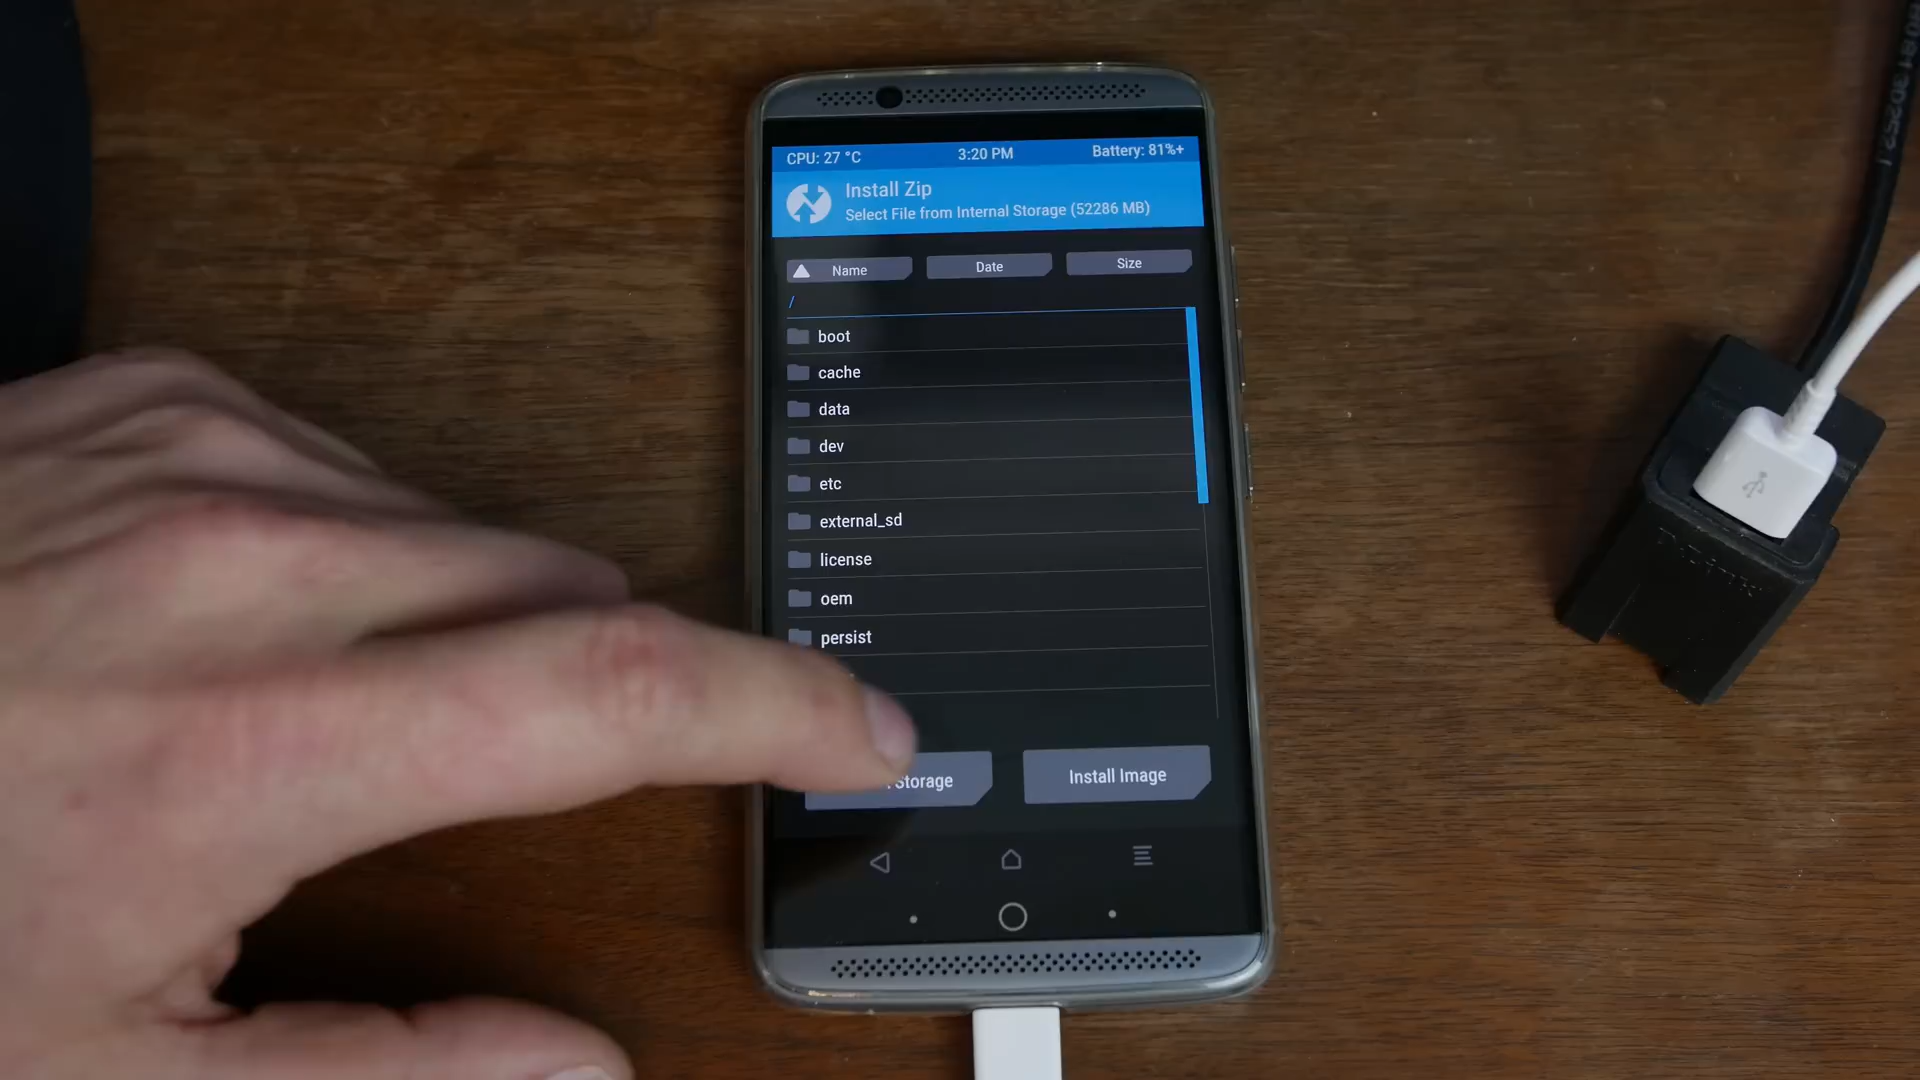 CPU: 27 °C 3:20 PM Battery: 81%+
Install Zip
Select File from Internal Storage (52286 MB)
Name Date Size
/
boot
cache
data
dev
etc
external_sd
license
oem
persist
Storage Install Image